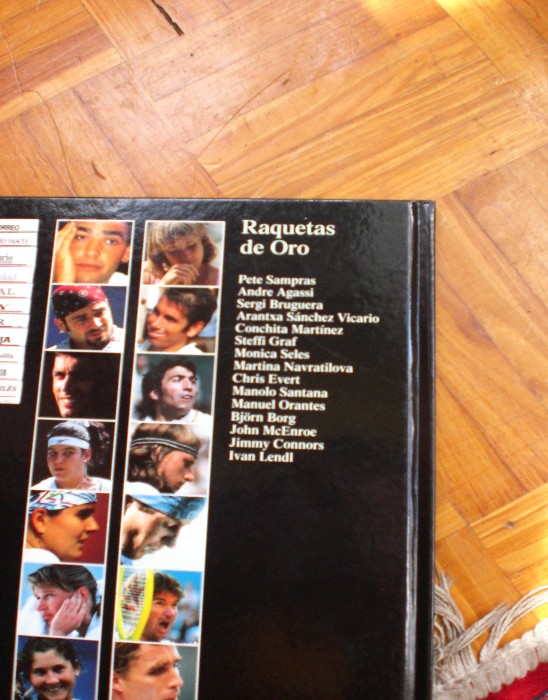 Raquetas
de Oro
Pete Sampras
Andre Agassi
Sergi Bruguera
Arantxa Sánchez Vicario
Conchita Martínez
Steffi Graf
Monica Seles
Martina Navratilova
Chris Evert
Manolo Santana
Manuel Orantes
Björn Borg
John McEnroe
Jimmy Connors
Ivan Lendl